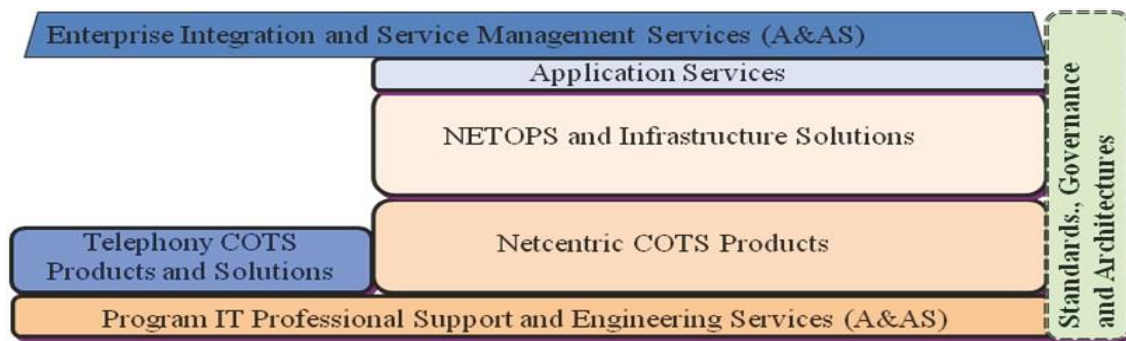 Enterprise Integration and Service Management Services (A&AS)
Application Services
NETOPS and Infrastructure Solutions
Telephony COTS
Products and Solutions
Netcentric COTS Products
Program IT Professional Support and Engineering Services (A&AS)
Standards., Governance
and Architectures